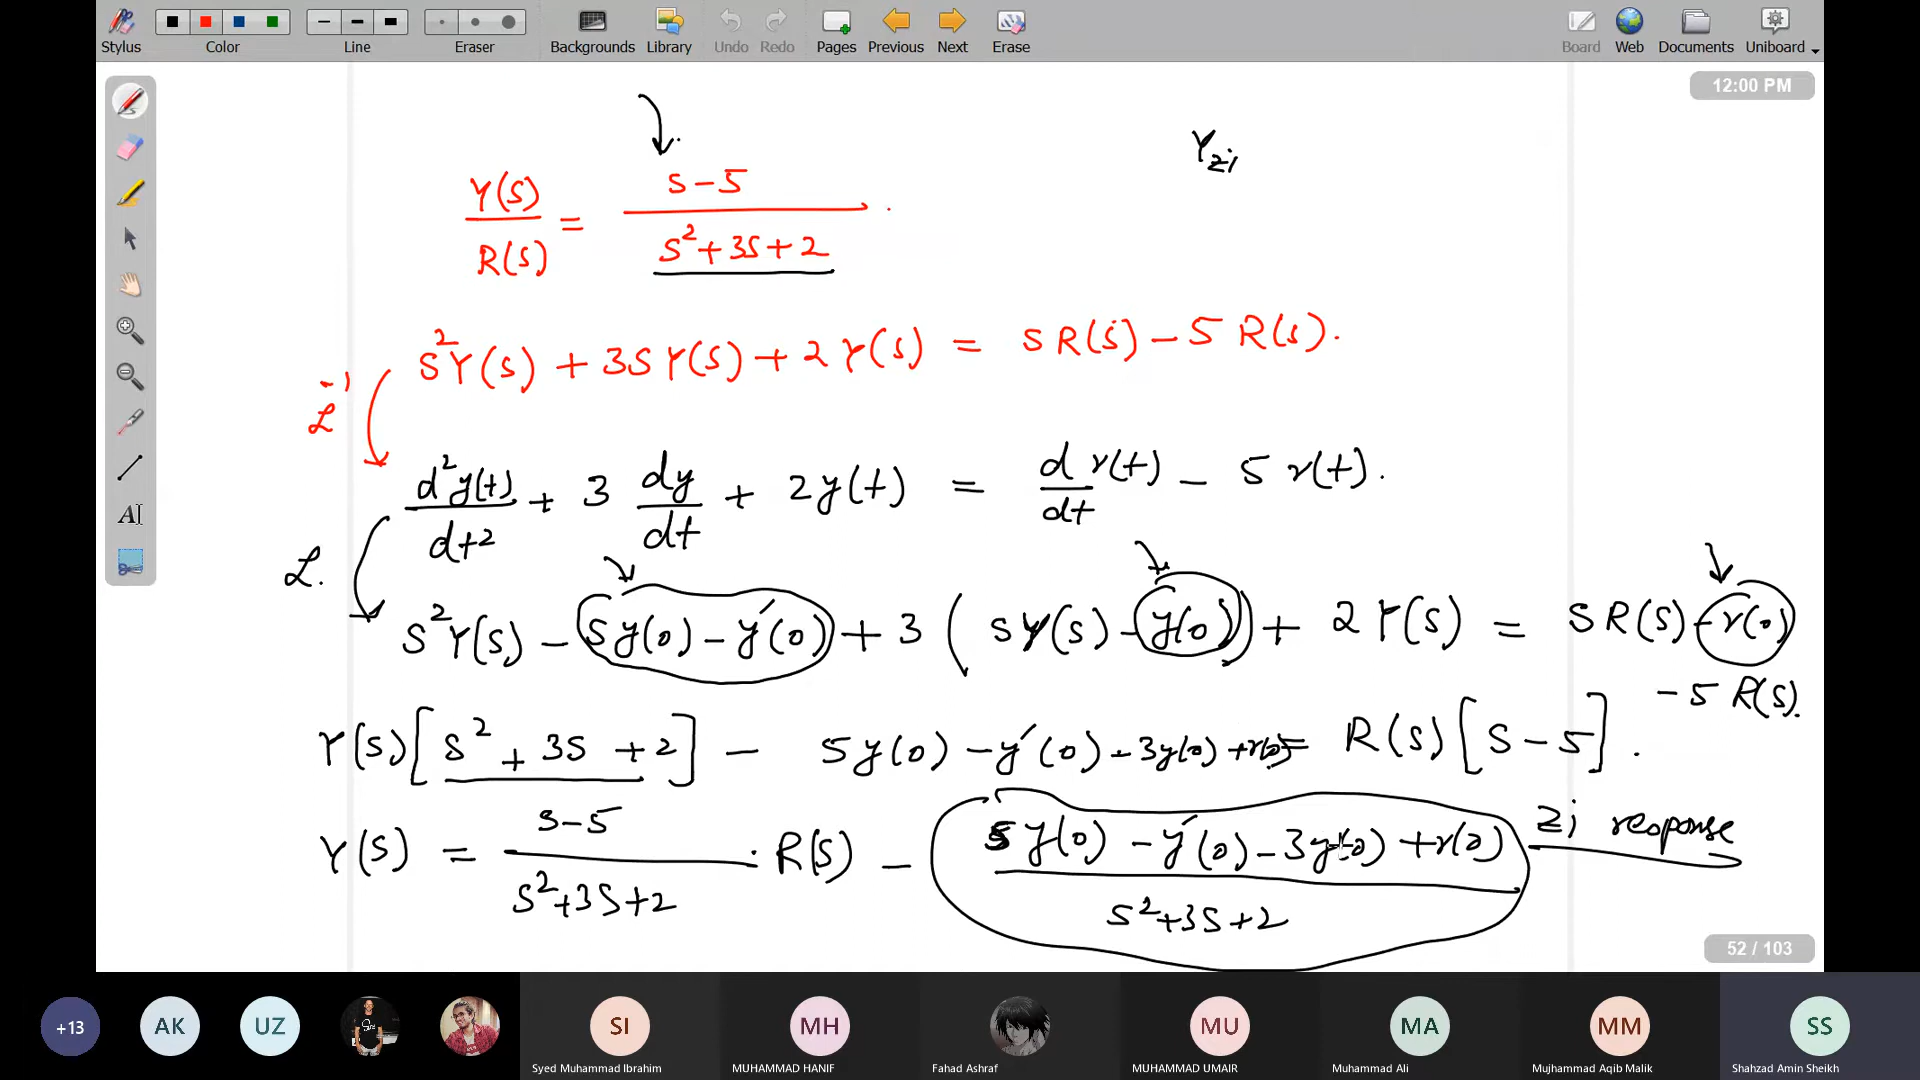 Stylus Color Line Eraser Backgrounds Library Undo Redo Pages Previous Next Erase Board Web Documents Uniboard
12:00 PM
Yzi
Y(s)/R(s) = (s-5)/(s²+3s+2)
s²Y(s) + 3sY(s) + 2Y(s) = sR(s) - 5R(s).
ℒ⁻¹
d²y(t)/dt² + 3 dy/dt + 2y(t) = d/dt r(t) - 5 r(t).
ℒ.
s²Y(s) - sy(0) - y'(0) + 3(sY(s) - y(0)) + 2Y(s) = sR(s) - r(0)
- 5 R(s).
Y(s)[s² + 3s + 2] - sy(0) - y'(0) - 3y(0) + r(0) = R(s)[s-5].
Y(s) = (s-5)/(s²+3s+2) · R(s) - (sy(0) - y'(0) - 3y(0) + r(0))/(s²+3s+2) zi response
52 / 103
+13 AK UZ SI MH MU MA MM SS
Syed Muhammad Ibrahim MUHAMMAD HANIF Fahad Ashraf MUHAMMAD UMAIR Muhammad Ali Mujhammad Aqib Malik Shahzad Amin Sheikh